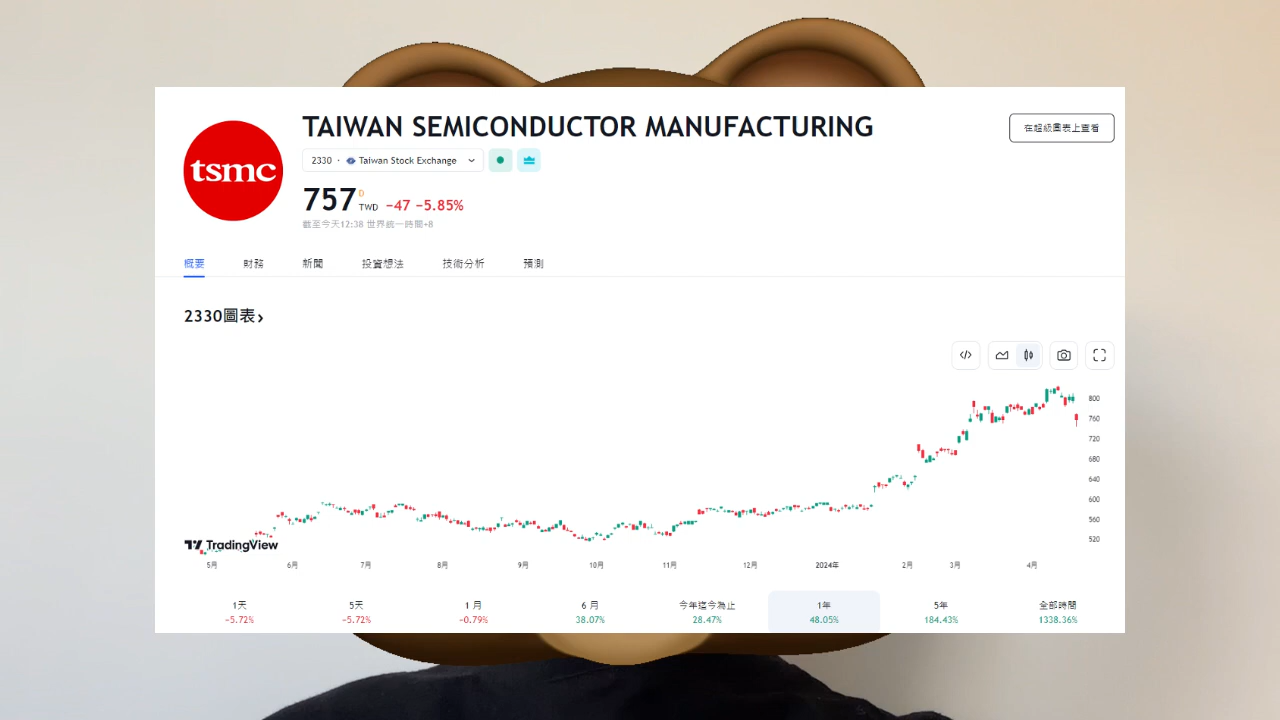 TAIWAN SEMICONDUCTOR MANUFACTURING
在超級圖表上查看
tsmc
2330 · Taiwan Stock Exchange
757 D TWD −47 −5.85%
截至今天12:38 世界統一時間+8
概要 財務 新聞 投資想法 技術分析 預測
2330圖表›
800
760
720
680
640
600
560
520
TradingView
5月 6月 7月 8月 9月 10月 11月 12月 2024年 2月 3月 4月
1天 5天 1 月 6 月 今年迄今為止 1年 5年 全部時間
−5.72% −5.72% −0.79% 38.07% 28.47% 48.05% 184.43% 1338.36%